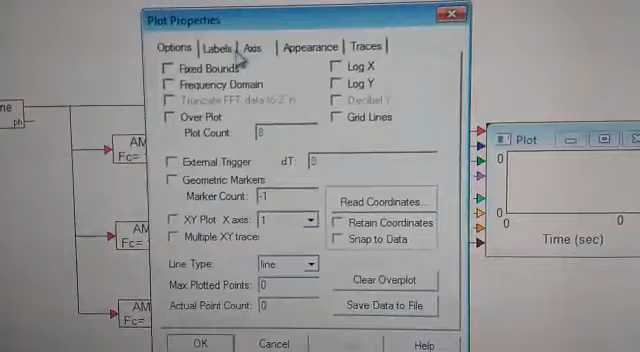 Plot Properties
Options Labels Axis Appearance Traces
Fixed Bounds Log X
Frequency Domain Log Y
Truncate FFT data to 2^n Decibel Y
Over Plot Grid Lines
Plot Count: 8
External Trigger dT: 0
Geometric Markers
Marker Count: -1 Read Coordinates...
XY Plot X axis: 1 Retain Coordinates
Multiple XY traces Snap to Data
Line Type: line
Max Plotted Points: 0 Clear Overplot
Actual Point Count: 0 Save Data to File
OK Cancel Help
ne
ph
AM
Fc=
AM
Fc=
AM
Fc=
Plot
0
0
0 0
Time (sec)